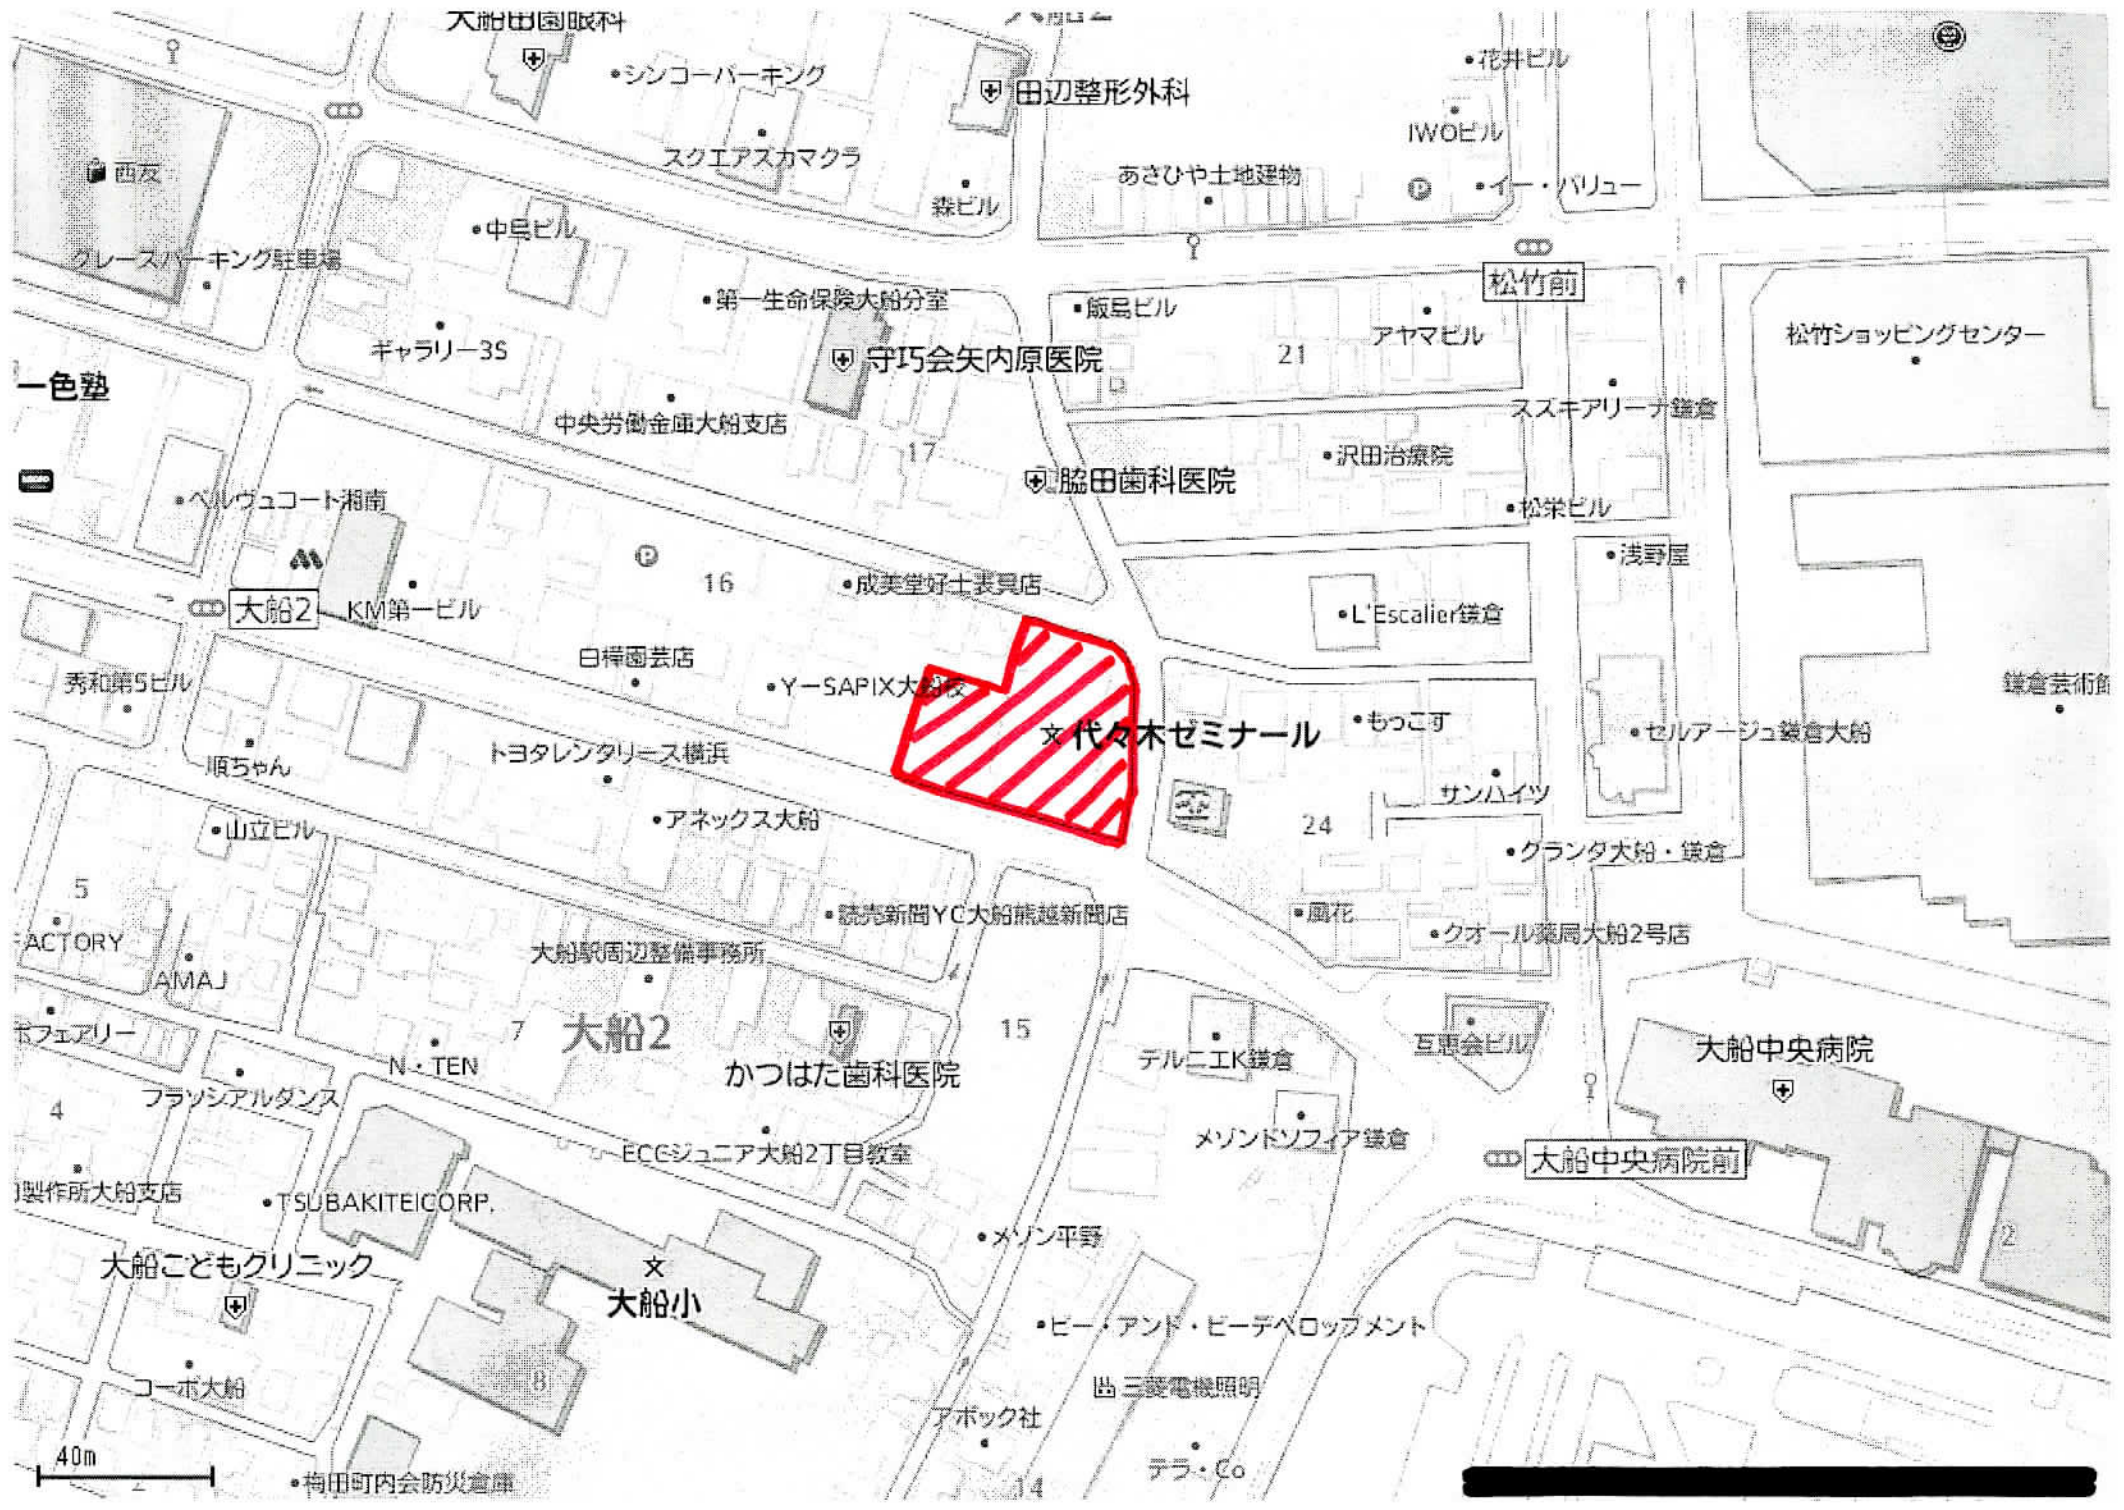 大船田園眼科
シンコーパーキング
田辺整形外科
花井ビル
IWOビル
スクエアスカマクラ
西友
あさひや土地建物
P
イー・バリュー
森ビル
中島ビル
グレースパーキング駐車場
松竹前
第一生命保険大船分室
飯島ビル
アヤマビル
松竹ショッピングセンター
ギャラリー3S
守巧会矢内原医院
21
一色塾
スズキアリーナ鎌倉
中央労働金庫大船支店
17
沢田治療院
脇田歯科医院
ベルヴュコート湘南
松栄ビル
浅野屋
P
16
成美堂好士表具店
大船2
KM第一ビル
L'Escalier鎌倉
白樺園芸店
秀和第5ビル
Y－SAPIX大船校
鎌倉芸術館
もっこす
代々木ゼミナール
セルアージュ鎌倉大船
トヨタレンタリース横浜
順ちゃん
サンハイツ
アネックス大船
24
山立ビル
グランダ大船・鎌倉
5
読売新聞YC大船熊越新聞店
風花
クオール薬局大船2号店
FACTORY
大船駅周辺整備事務所
AMAJ
7
大船2
15
ボフェアリー
互恵会ビル
大船中央病院
デルニエK鎌倉
N・TEN
かつはた歯科医院
フラッシアルダンス
4
メゾンドソフィア鎌倉
ECCジュニア大船2丁目教室
大船中央病院前
製作所大船支店
TSUBAKITEICORP.
メゾン平野
2
大船こどもクリニック
大船小
ビー・アンド・ビーデベロップメント
8
コーポ大船
三菱電機照明
アボック社
40m
テラ・Co
梅田町内会防災倉庫
14